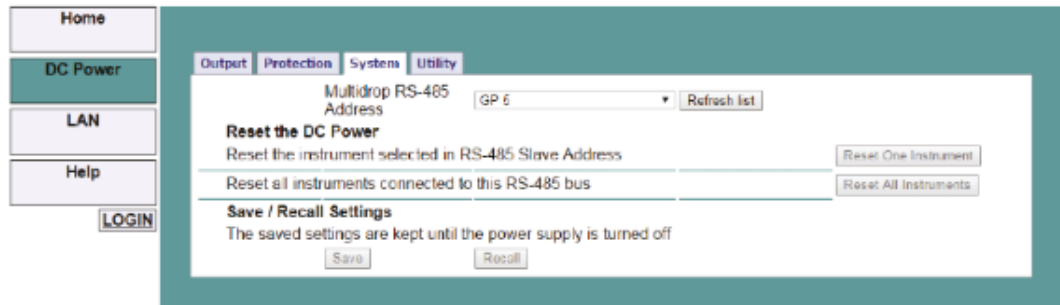 Home
DC Power
LAN
Help
LOGIN
Output Protection System Utility
Multidrop RS-485
Address
GP 6 Refresh list
Reset the DC Power
Reset the instrument selected in RS-485 Slave Address Reset One Instrument
Reset all instruments connected to this RS-485 bus Reset All Instruments
Save / Recall Settings
The saved settings are kept until the power supply is turned off
Save Recall